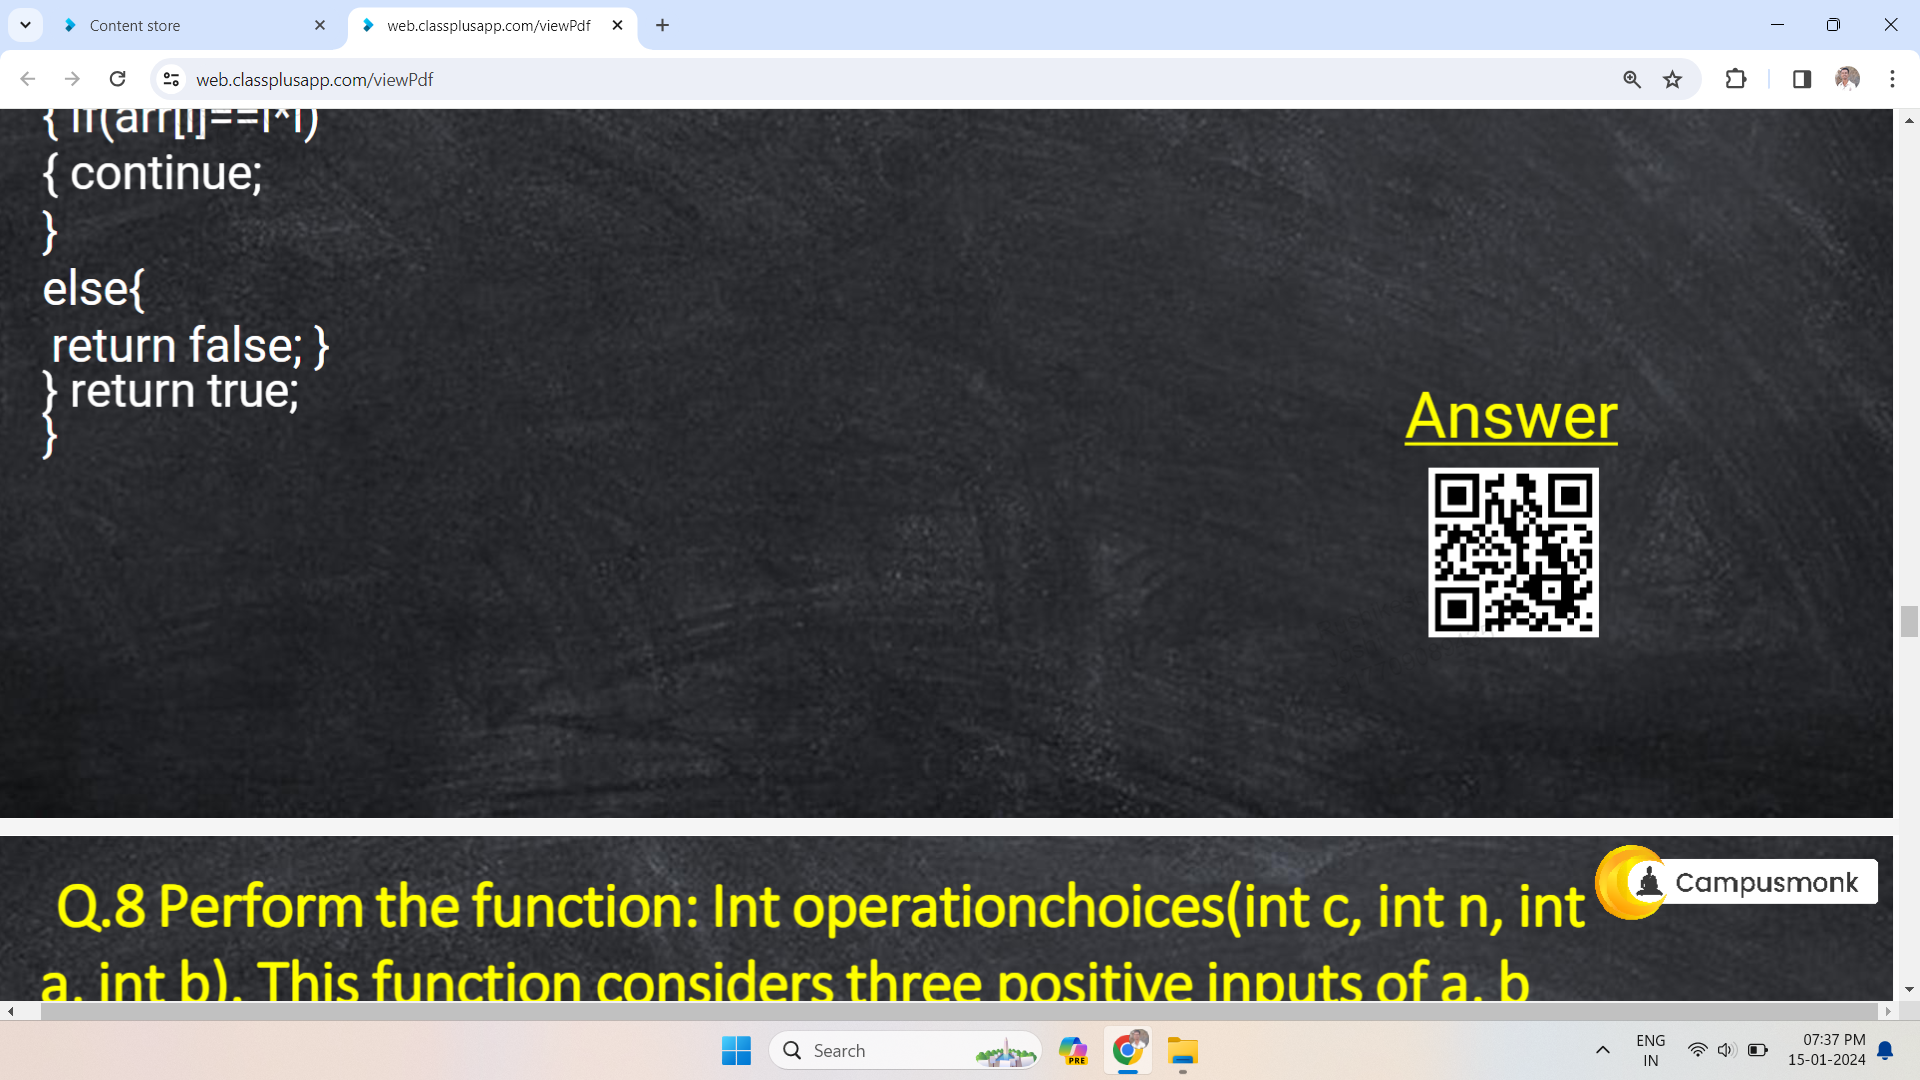 Content store
web.classplusapp.com/viewPdf
web.classplusapp.com/viewPdf
{ if(arr[i]==i*i)
{ continue;
}
else{
return false; }
} return true;
}
Answer
Campusmonk
Q.8 Perform the function: Int operationchoices(int c, int n, int
a, int b). This function considers three positive inputs of a, b
Search
PRE
ENG
IN
07:37 PM
15-01-2024